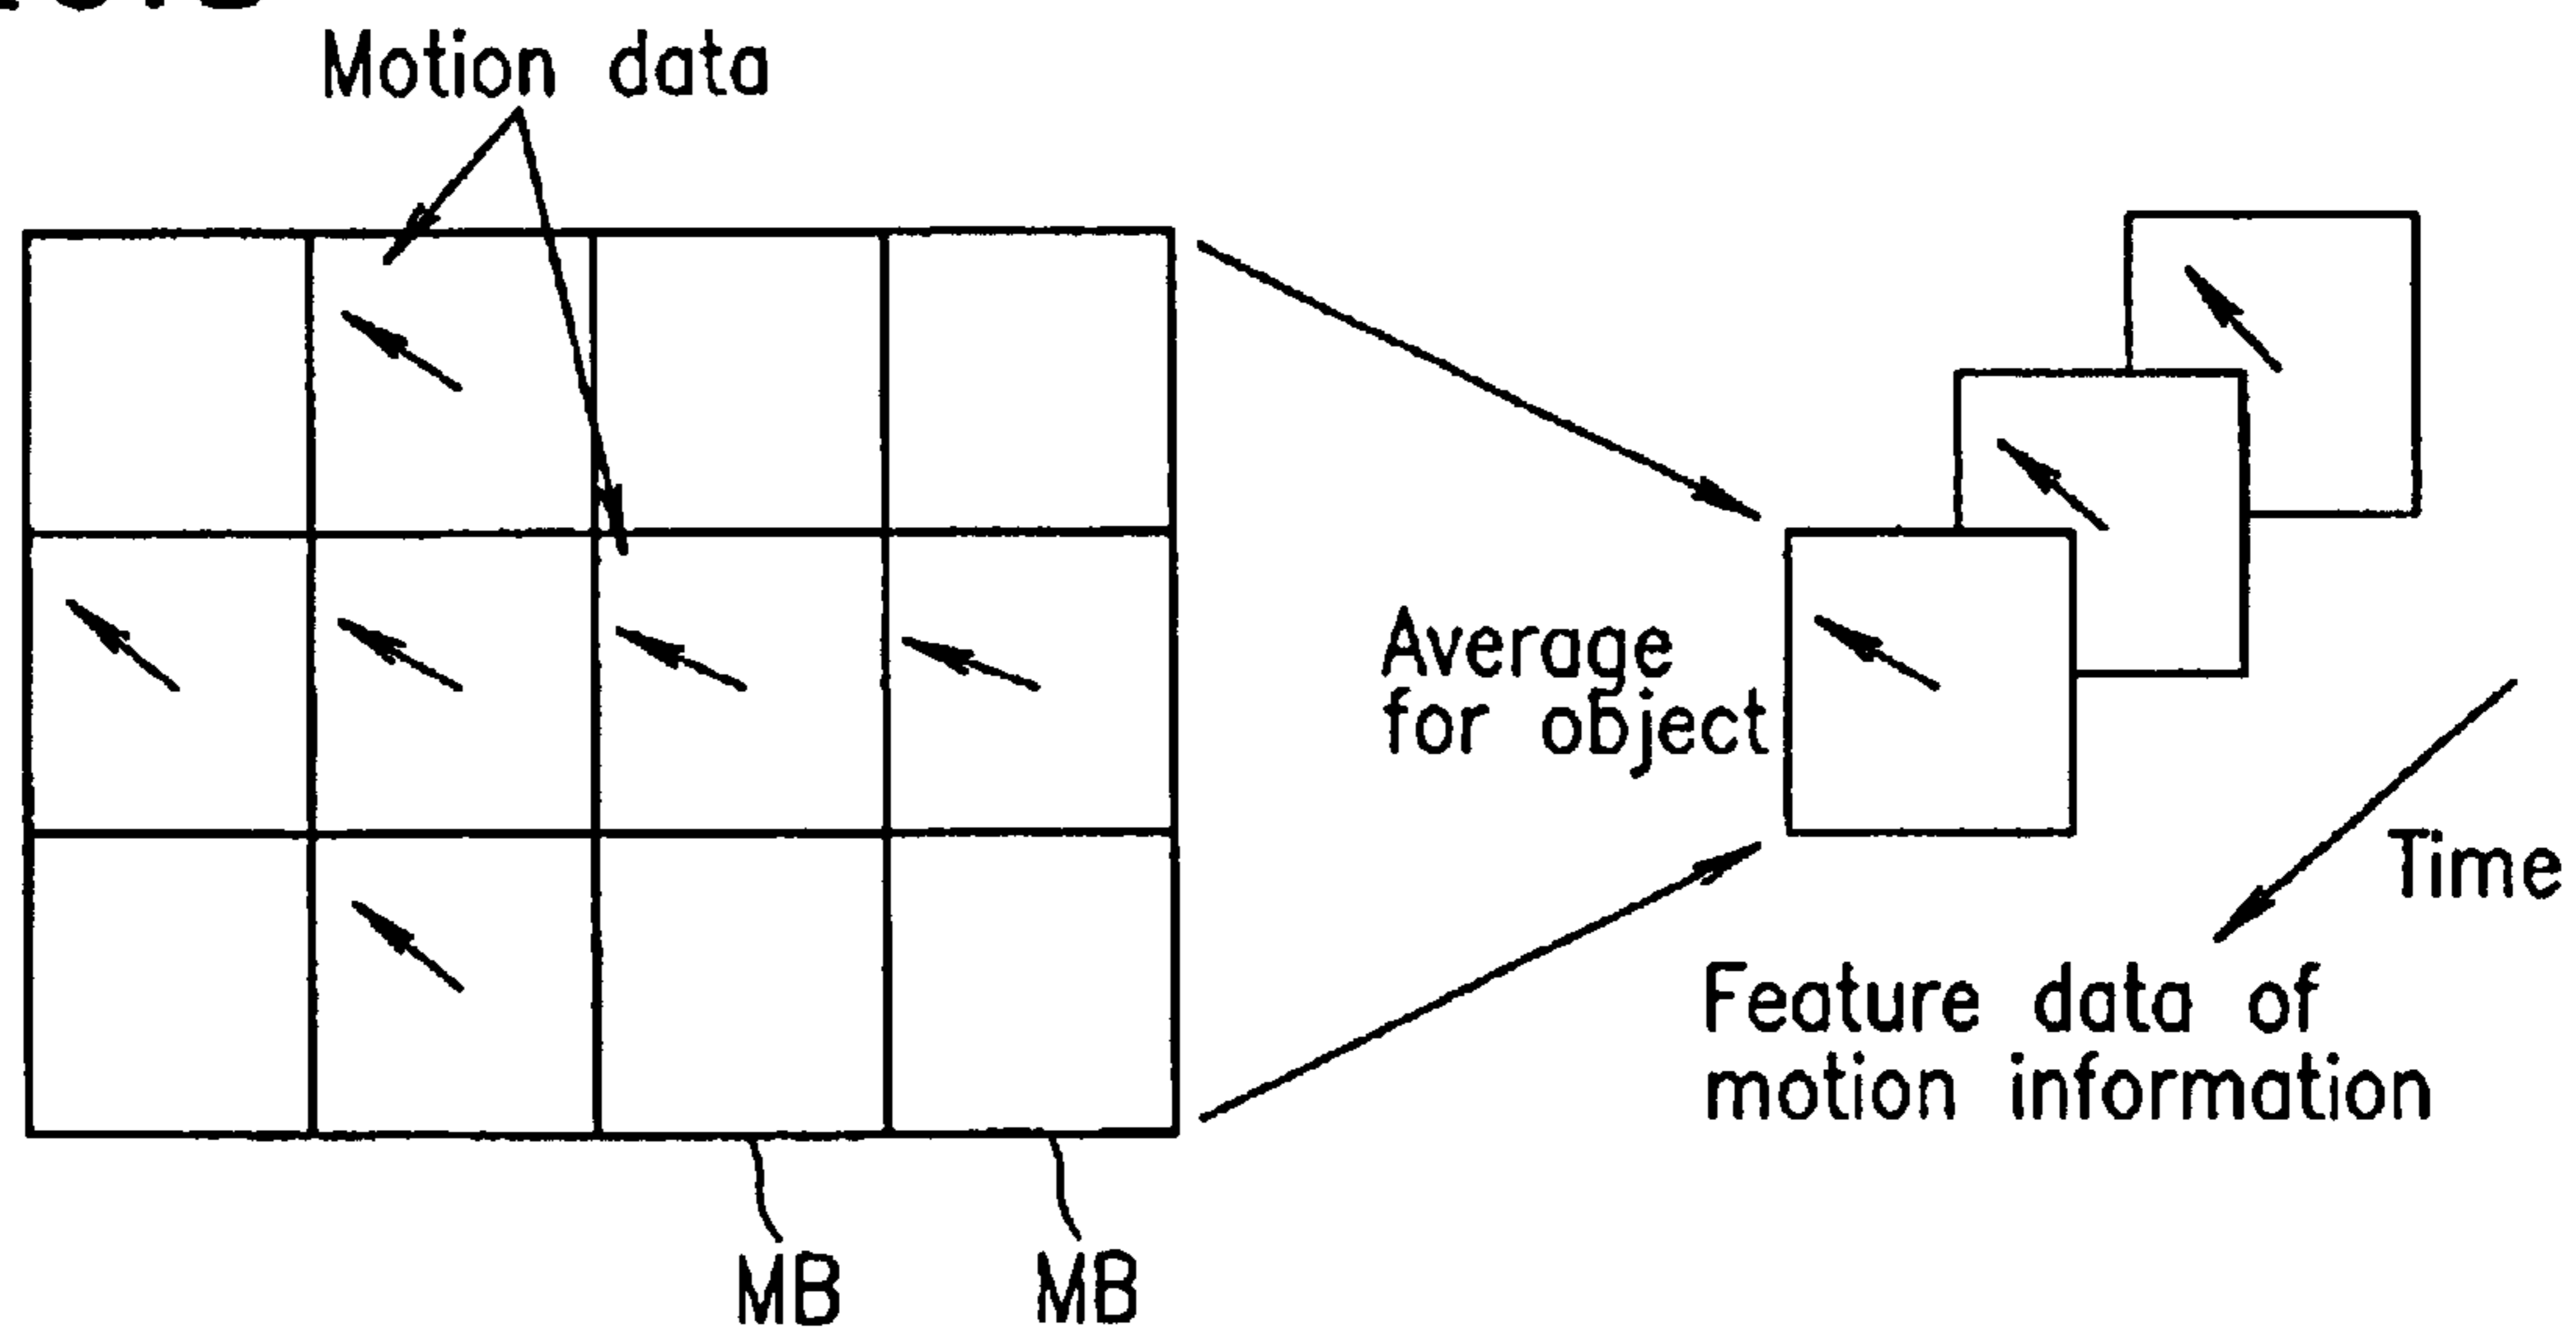 Motion data
Average
for object
Time
Feature data of
motion information
MB
MB